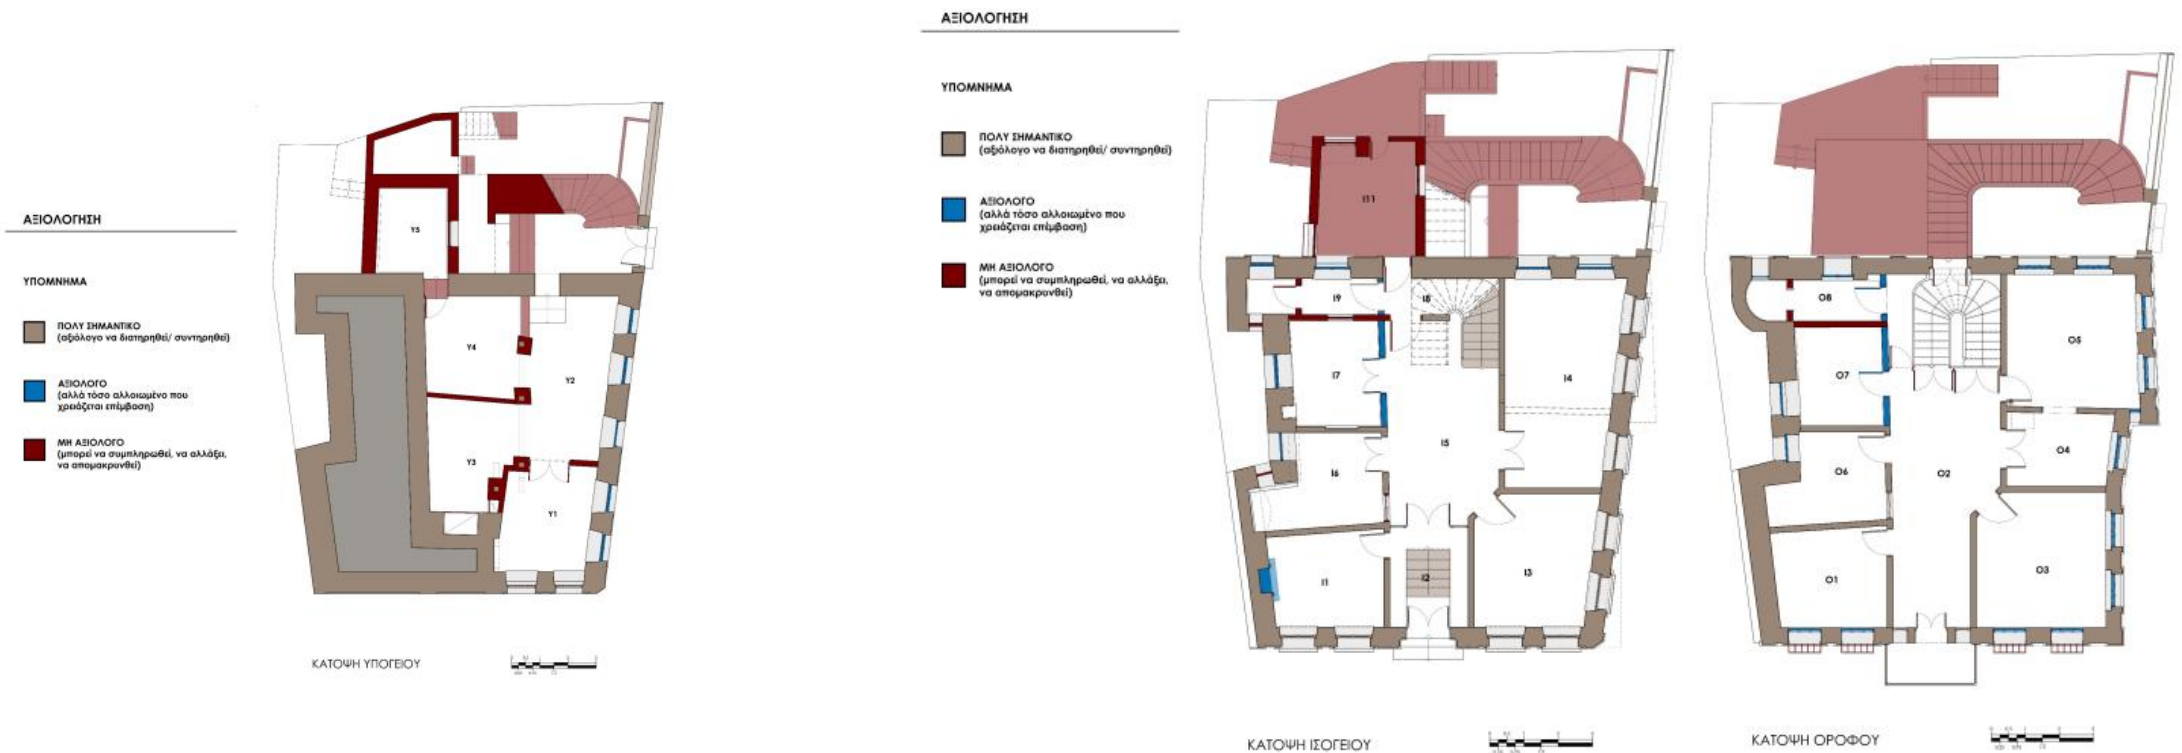 ΑΞΙΟΛΟΓΗΣΗ
ΥΠΟΜΝΗΜΑ
ΠΟΛΥ ΣΗΜΑΝΤΙΚΟ
(αξιόλογο να διατηρηθεί/ συντηρηθεί)
ΑΞΙΟΛΟΓΟ
(αλλά τόσο αλλοιωμένο που
χρειάζεται επέμβαση)
ΜΗ ΑΞΙΟΛΟΓΟ
(μπορεί να συμπληρωθεί, να αλλάξει,
να απομακρυνθεί)
Υ5
Υ4
Υ2
Υ3
Υ1
ΚΑΤΟΨΗ ΥΠΟΓΕΙΟΥ
ΑΞΙΟΛΟΓΗΣΗ
ΥΠΟΜΝΗΜΑ
ΠΟΛΥ ΣΗΜΑΝΤΙΚΟ
(αξιόλογο να διατηρηθεί/ συντηρηθεί)
ΑΞΙΟΛΟΓΟ
(αλλά τόσο αλλοιωμένο που
χρειάζεται επέμβαση)
ΜΗ ΑΞΙΟΛΟΓΟ
(μπορεί να συμπληρωθεί, να αλλάξει,
να απομακρυνθεί)
Ι11
Ι9
Ι8
Ι7
Ι4
Ι5
Ι6
Ι1
Ι2
Ι3
ΚΑΤΟΨΗ ΙΣΟΓΕΙΟΥ
Ο8
Ο5
Ο7
Ο4
Ο6
Ο2
Ο1
Ο3
ΚΑΤΟΨΗ ΟΡΟΦΟΥ